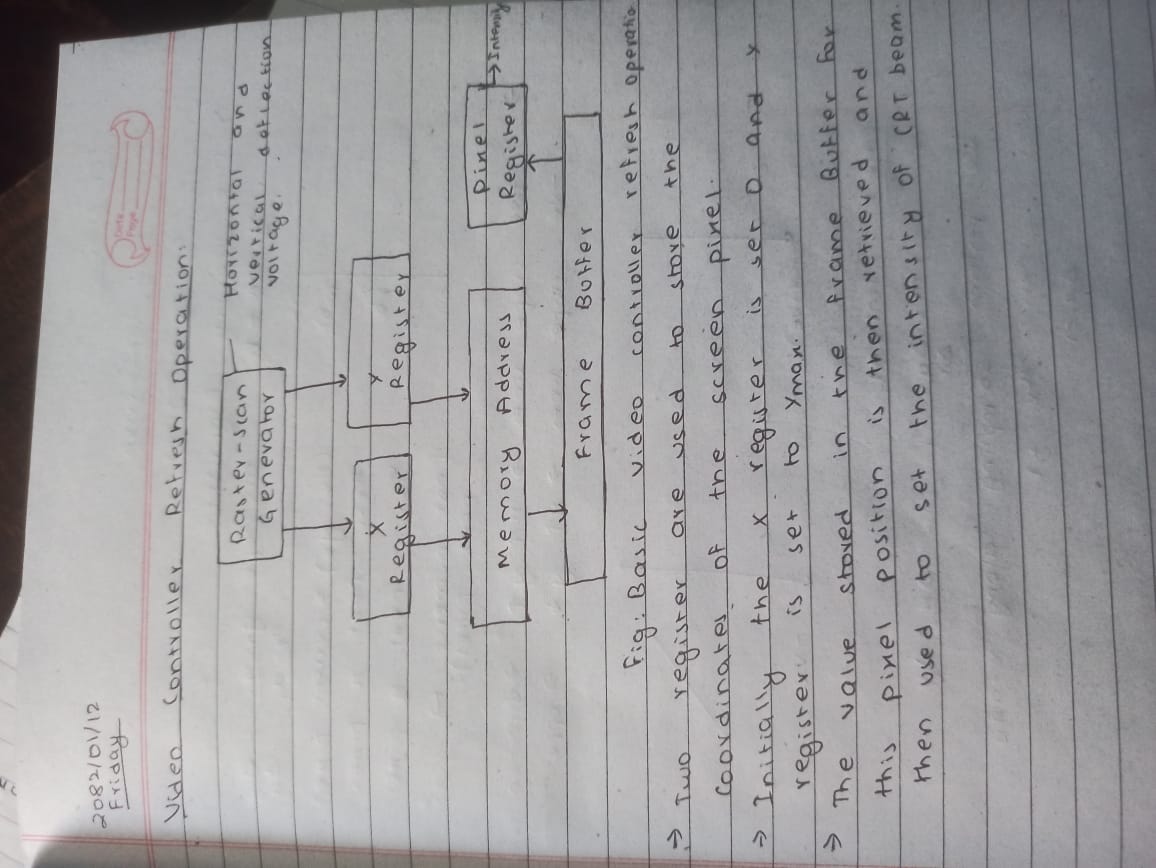 2082/01/12
Friday
Date
Page
Video Controller Refresh Operation:
Raster-scan
Generator
Horizontal and
vertical deflection
voltage.
X
Register
Y
Register
Memory Address
Pixel
Register
Intensity
Frame Buffer
Fig: Basic video controller refresh operatio
→ Two register are used to store the
coordinates of the screen pixel.
→ Initially the x register is set 0 and y
register is set to ymax.
→ The value stored in the frame Buffer for
this pixel position is then retrieved and
then used to set the intensity of CRT beam.